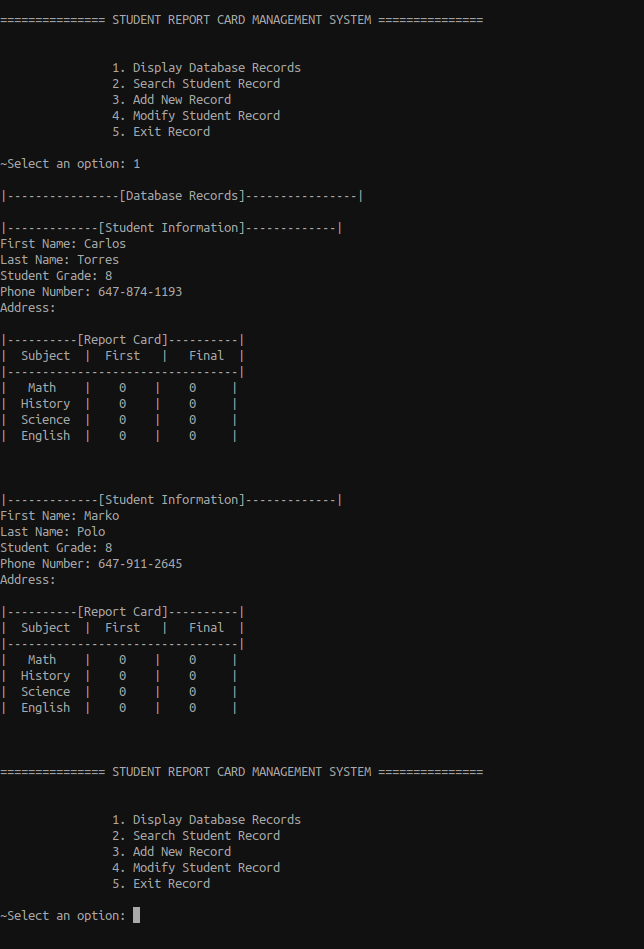 =============== STUDENT REPORT CARD MANAGEMENT SYSTEM ===============
1. Display Database Records
2. Search Student Record
3. Add New Record
4. Modify Student Record
5. Exit Record
~Select an option: 1
|----------------[Database Records]----------------|
|-------------[Student Information]-------------|
First Name: Carlos
Last Name: Torres
Student Grade: 8
Phone Number: 647-874-1193
Address:
|----------[Report Card]----------|
|  Subject  |  First   |   Final  |
|---------------------------------|
|   Math    |    0    |    0     |
|  History  |    0    |    0     |
|  Science  |    0    |    0     |
|  English  |    0    |    0     |
|-------------[Student Information]-------------|
First Name: Marko
Last Name: Polo
Student Grade: 8
Phone Number: 647-911-2645
Address:
|----------[Report Card]----------|
|  Subject  |  First   |   Final  |
|---------------------------------|
|   Math    |    0    |    0     |
|  History  |    0    |    0     |
|  Science  |    0    |    0     |
|  English  |    0    |    0     |
=============== STUDENT REPORT CARD MANAGEMENT SYSTEM ===============
1. Display Database Records
2. Search Student Record
3. Add New Record
4. Modify Student Record
5. Exit Record
~Select an option: